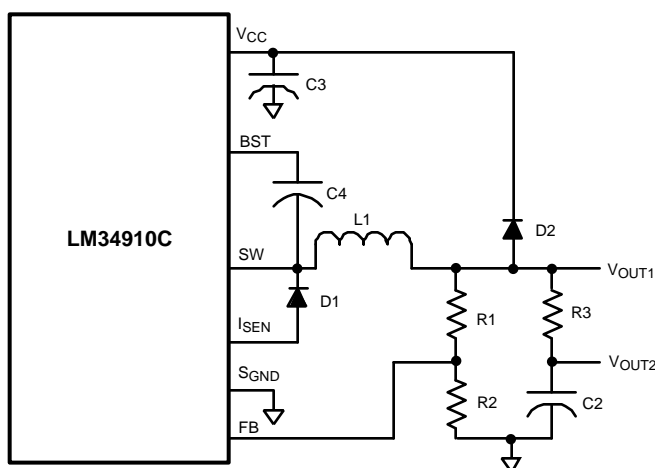 VCC
C3
BST
C4
LM34910C
L1
D2
SW
VOUT1
D1
R1
R3
ISEN
VOUT2
SGND
R2
C2
FB